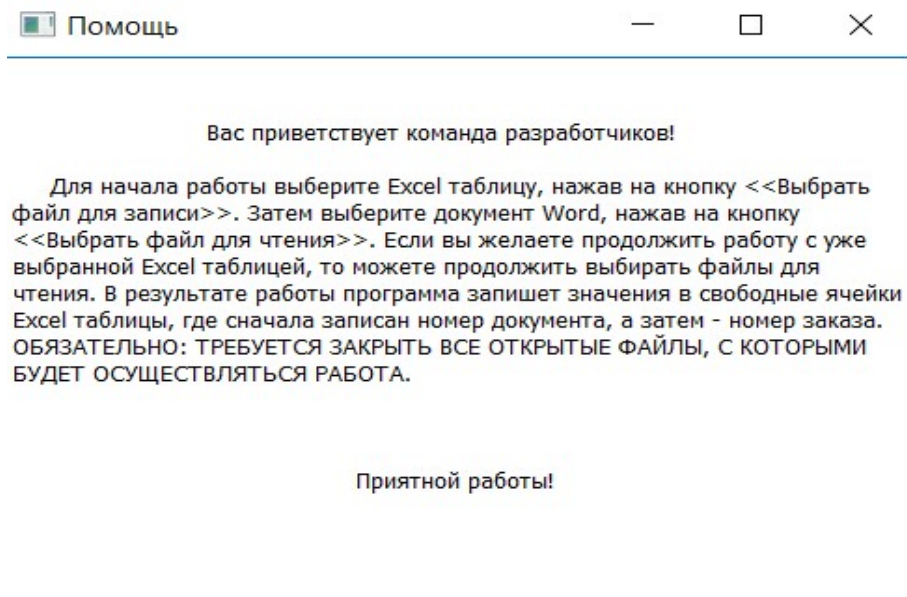 Помощь
Вас приветствует команда разработчиков!
Для начала работы выберите Excel таблицу, нажав на кнопку <<Выбрать
файл для записи>>. Затем выберите документ Word, нажав на кнопку
<<Выбрать файл для чтения>>. Если вы желаете продолжить работу с уже
выбранной Excel таблицей, то можете продолжить выбирать файлы для
чтения. В результате работы программа запишет значения в свободные ячейки
Excel таблицы, где сначала записан номер документа, а затем - номер заказа.
ОБЯЗАТЕЛЬНО: ТРЕБУЕТСЯ ЗАКРЫТЬ ВСЕ ОТКРЫТЫЕ ФАЙЛЫ, С КОТОРЫМИ
БУДЕТ ОСУЩЕСТВЛЯТЬСЯ РАБОТА.
Приятной работы!